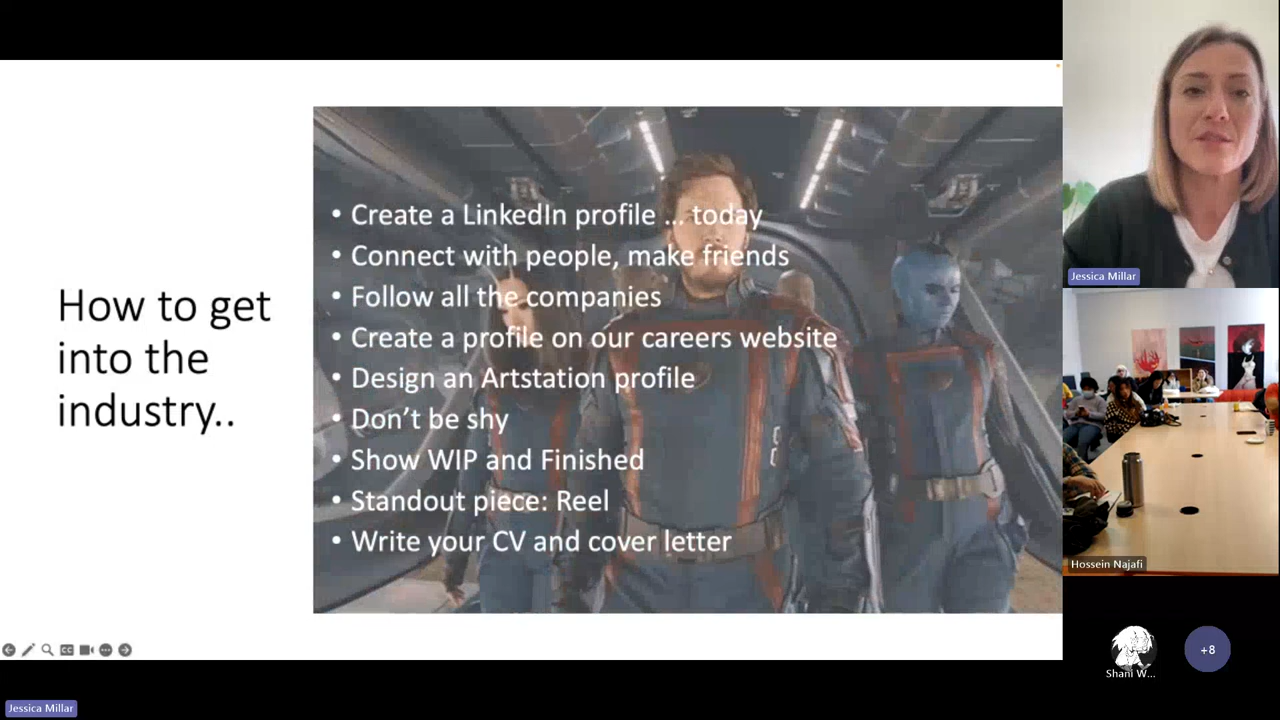 How to get
into the
industry..
• Create a LinkedIn profile ... today
• Connect with people, make friends
• Follow all the companies
• Create a profile on our careers website
• Design an Artstation profile
• Don’t be shy
• Show WIP and Finished
• Standout piece: Reel
• Write your CV and cover letter
Jessica Millar
Hossein Najafi
Shani W...
+8
CC
Jessica Millar